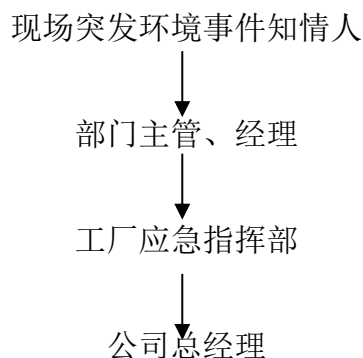 现场突发环境事件知情人
部门主管、经理
工厂应急指挥部
公司总经理